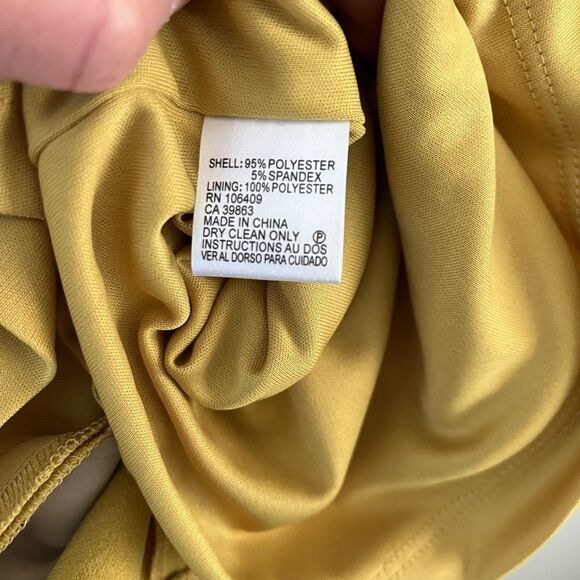 SHELL: 95% POLYESTER
5% SPANDEX
LINING: 100% POLYESTER
RN 106409
CA 39863
MADE IN CHINA
DRY CLEAN ONLY Ⓟ
INSTRUCTIONS AU DOS
VER AL DORSO PARA CUIDADO